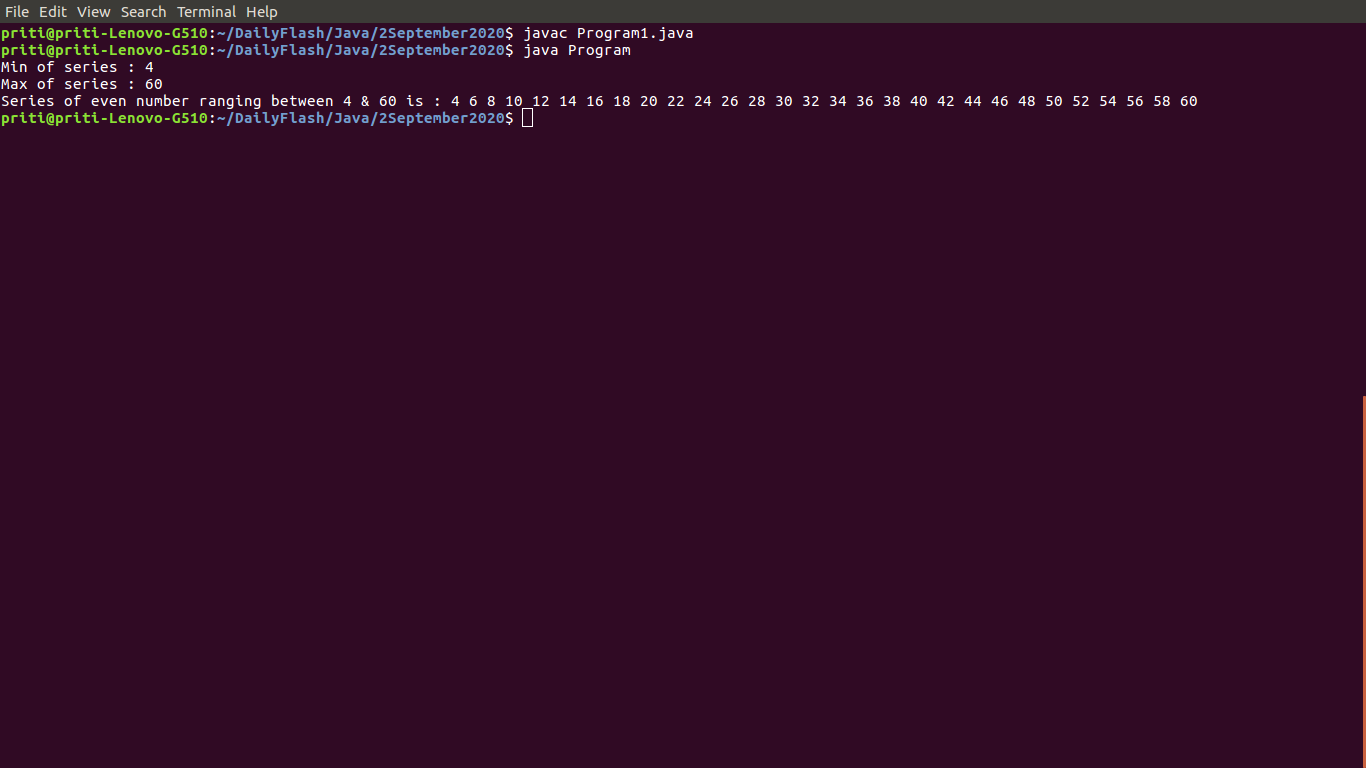 File Edit View Search Terminal Help
priti@priti-Lenovo-G510:~/DailyFlash/Java/2September2020$ javac Program1.java
priti@priti-Lenovo-G510:~/DailyFlash/Java/2September2020$ java Program
Min of series : 4
Max of series : 60
Series of even number ranging between 4 & 60 is : 4 6 8 10 12 14 16 18 20 22 24 26 28 30 32 34 36 38 40 42 44 46 48 50 52 54 56 58 60
priti@priti-Lenovo-G510:~/DailyFlash/Java/2September2020$